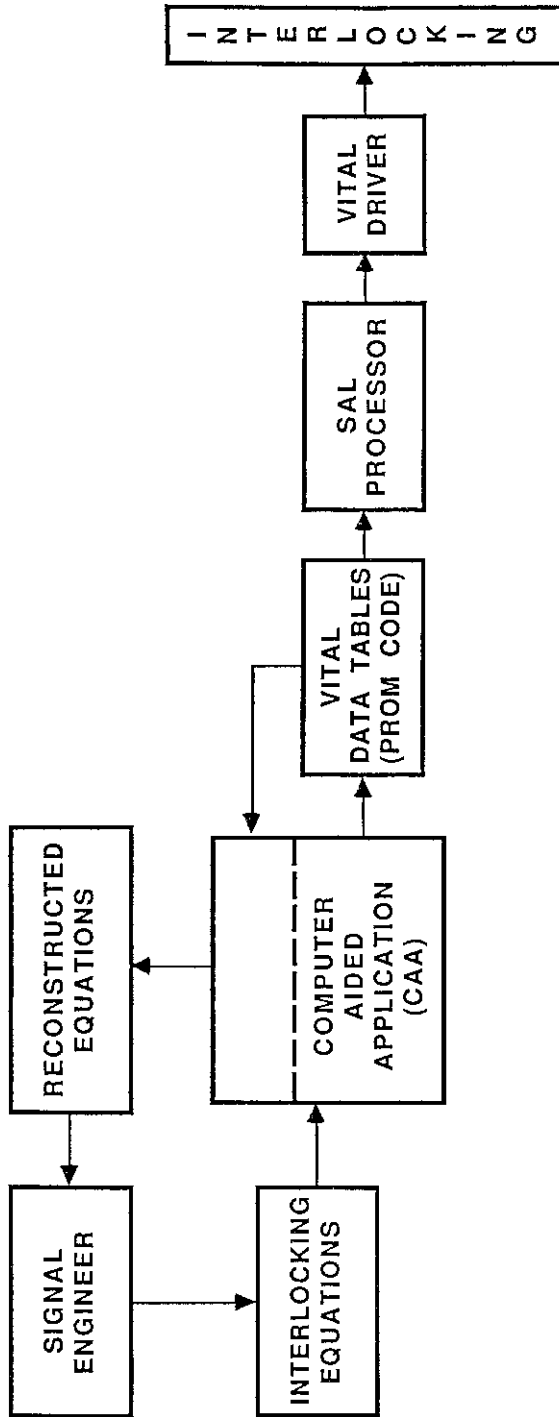 SIGNAL
ENGINEER
RECONSTRUCTED
EQUATIONS
INTERLOCKING
EQUATIONS
COMPUTER
AIDED
APPLICATION
(CAA)
VITAL
DATA TABLES
(PROM CODE)
SAL
PROCESSOR
VITAL
DRIVER
INTERLOCKING